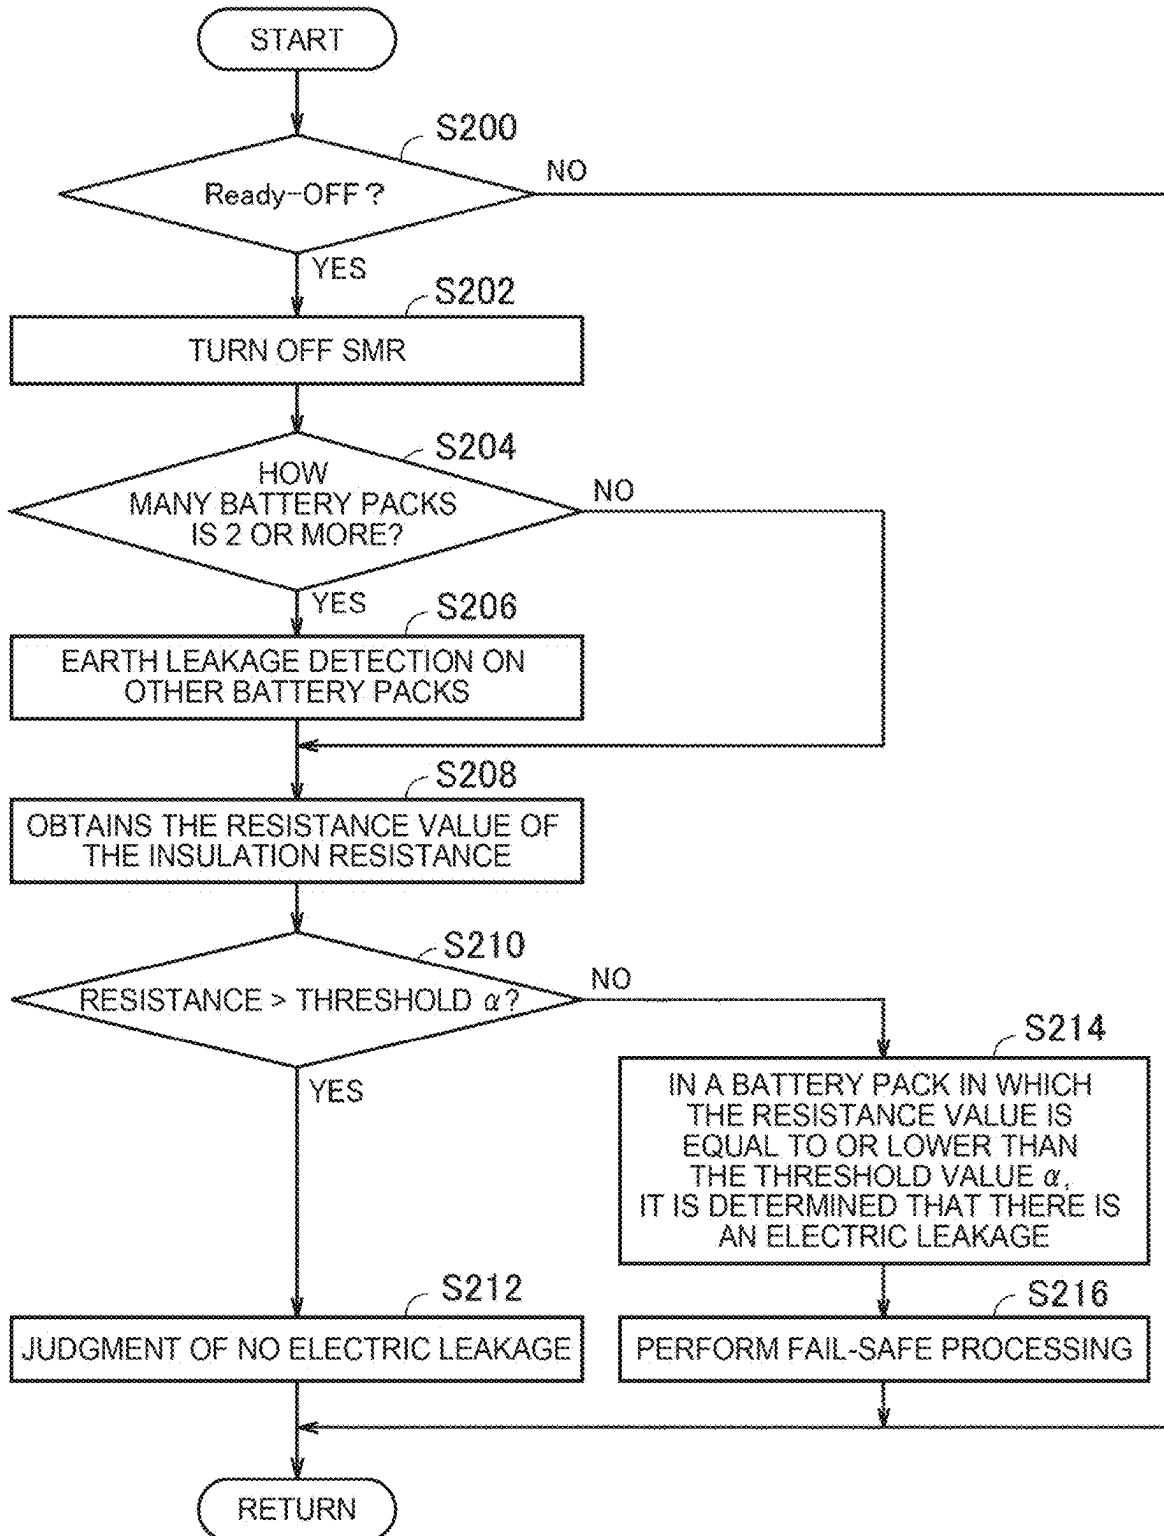 START
S200
Ready-OFF?
NO
YES
S202
TURN OFF SMR
S204
HOW
MANY BATTERY PACKS
IS 2 OR MORE?
NO
YES
S206
EARTH LEAKAGE DETECTION ON
OTHER BATTERY PACKS
S208
OBTAINS THE RESISTANCE VALUE OF
THE INSULATION RESISTANCE
S210
RESISTANCE > THRESHOLD α?
NO
YES
S214
IN A BATTERY PACK IN WHICH
THE RESISTANCE VALUE IS
EQUAL TO OR LOWER THAN
THE THRESHOLD VALUE α,
IT IS DETERMINED THAT THERE IS
AN ELECTRIC LEAKAGE
S212
JUDGMENT OF NO ELECTRIC LEAKAGE
S216
PERFORM FAIL-SAFE PROCESSING
RETURN